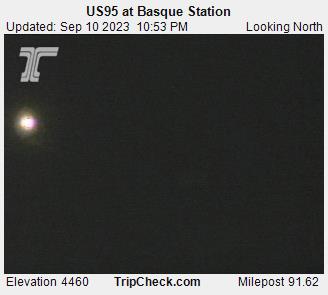 US95 at Basque Station
Updated: Sep 10 2023 10:53 PM Looking North
Elevation 4460 TripCheck.com Milepost 91.62